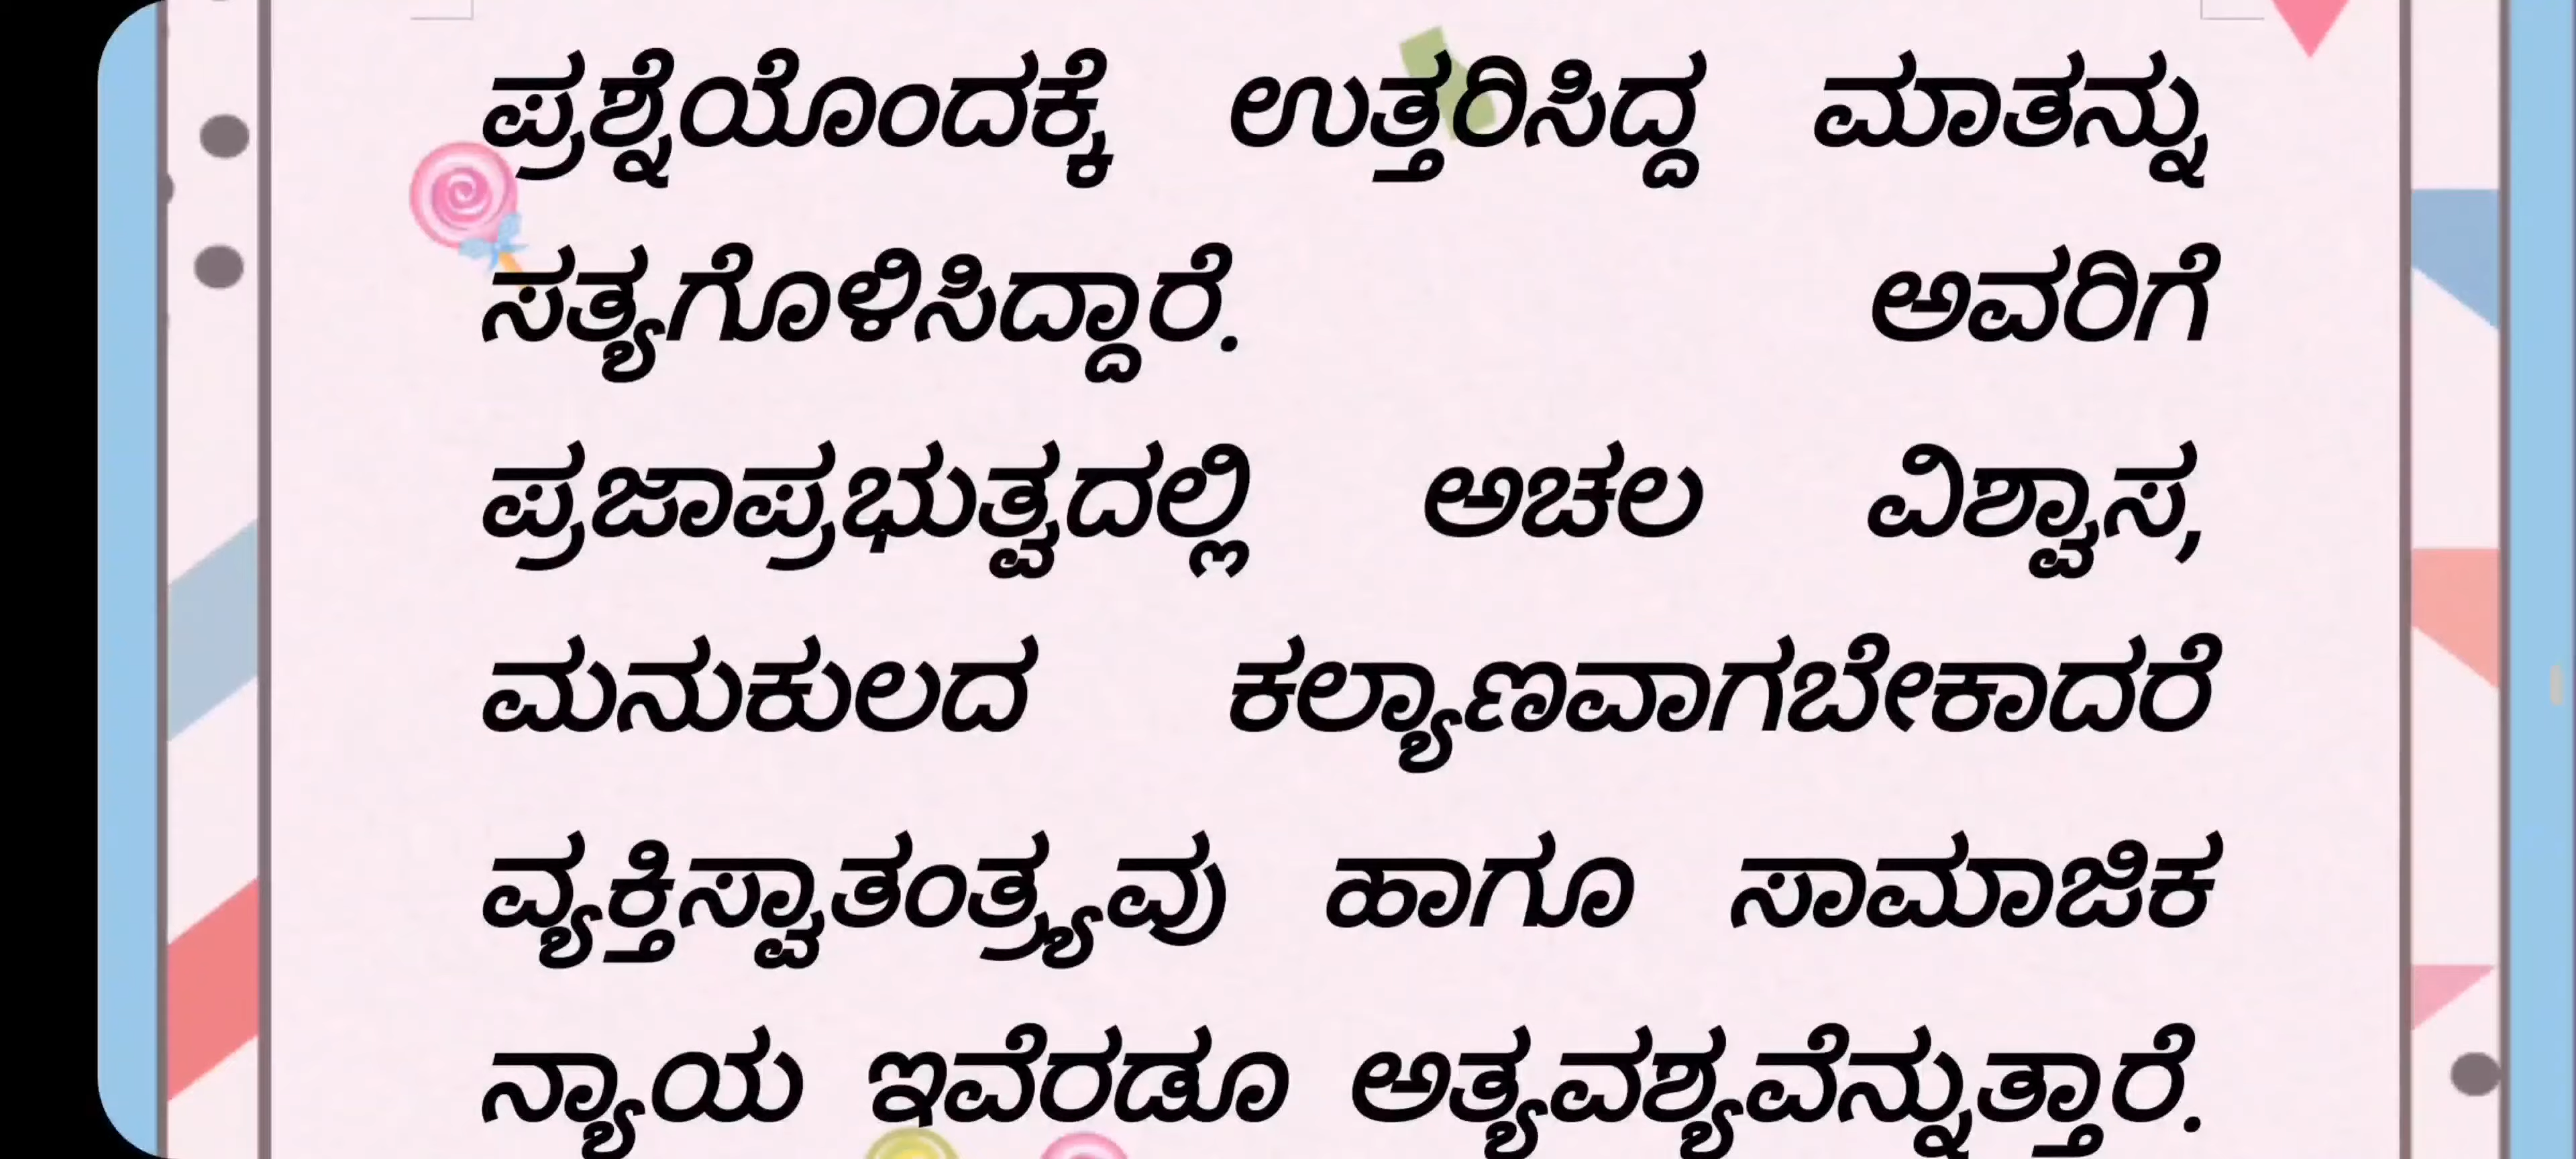 ಪ್ರಶ್ನೆಯೊಂದಕ್ಕೆ ಉತ್ತರಿಸಿದ್ದ ಮಾತನ್ನು
ಸತ್ಯಗೊಳಿಸಿದ್ದಾರೆ. ಅವರಿಗೆ
ಪ್ರಜಾಪ್ರಭುತ್ವದಲ್ಲಿ ಅಚಲ ವಿಶ್ವಾಸ,
ಮನುಕುಲದ ಕಲ್ಯಾಣವಾಗಬೇಕಾದರೆ
ವ್ಯಕ್ತಿಸ್ವಾತಂತ್ರ್ಯವು ಹಾಗೂ ಸಾಮಾಜಿಕ
ನ್ಯಾಯ ಇವೆರಡೂ ಅತ್ಯವಶ್ಯವೆನ್ನುತ್ತಾರೆ.